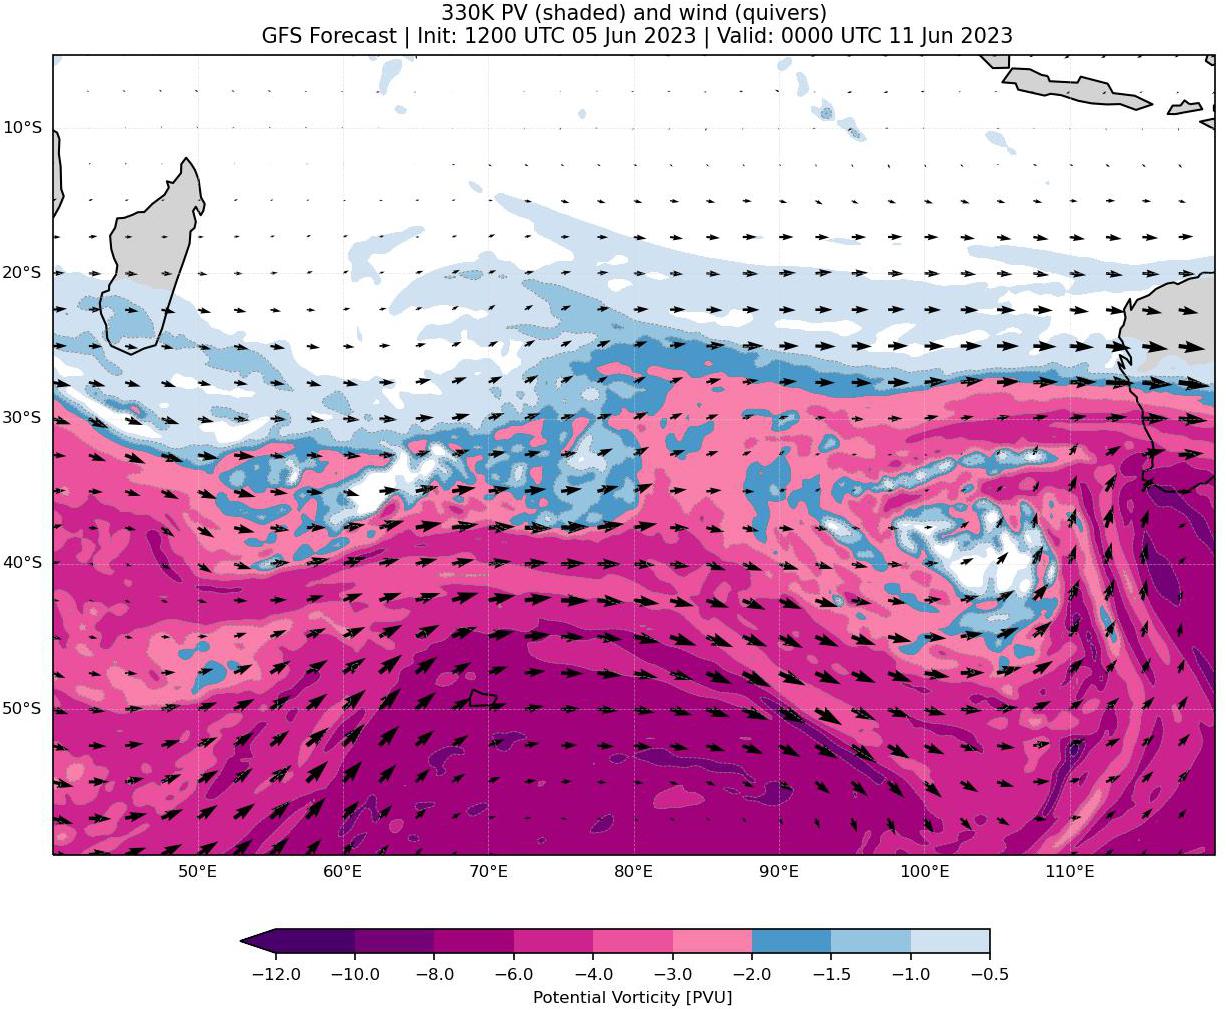 330K PV (shaded) and wind (quivers)
GFS Forecast | Init: 1200 UTC 05 Jun 2023 | Valid: 0000 UTC 11 Jun 2023
10°S
20°S
30°S
40°S
50°S
50°E 60°E 70°E 80°E 90°E 100°E 110°E
−12.0 −10.0 −8.0 −6.0 −4.0 −3.0 −2.0 −1.5 −1.0 −0.5
Potential Vorticity [PVU]